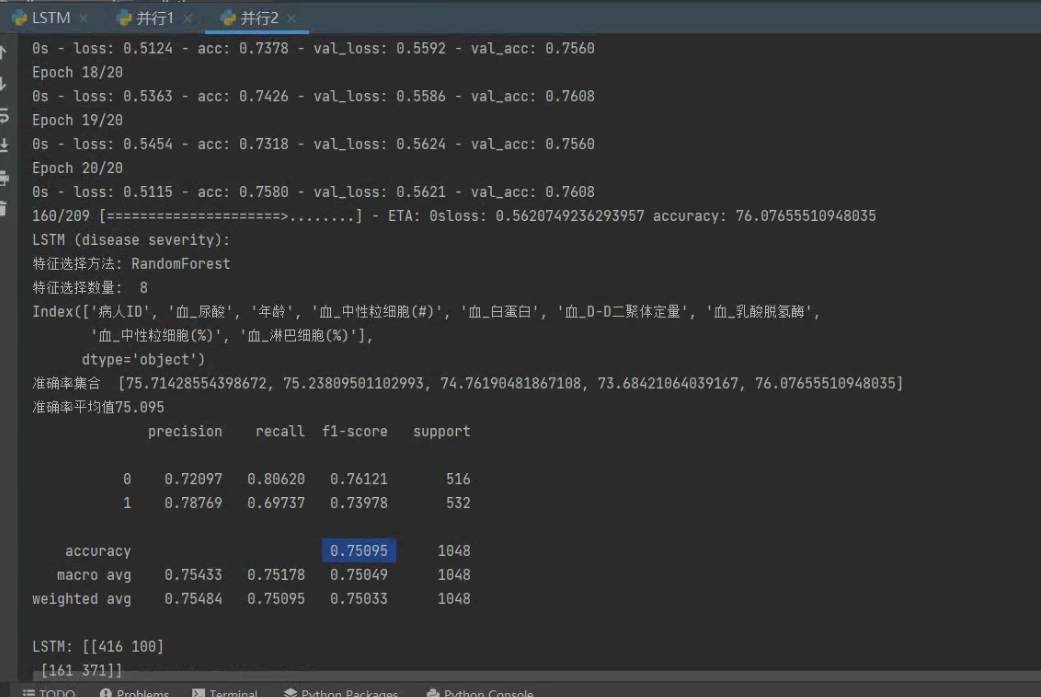 LSTM × 并行1 × 并行2 ×
0s - loss: 0.5124 - acc: 0.7378 - val_loss: 0.5592 - val_acc: 0.7560
Epoch 18/20
0s - loss: 0.5363 - acc: 0.7426 - val_loss: 0.5586 - val_acc: 0.7608
Epoch 19/20
0s - loss: 0.5454 - acc: 0.7318 - val_loss: 0.5624 - val_acc: 0.7560
Epoch 20/20
0s - loss: 0.5115 - acc: 0.7580 - val_loss: 0.5621 - val_acc: 0.7608
160/209 [=====================>........] - ETA: 0sloss: 0.5620749236293957 accuracy: 76.07655510948035
LSTM (disease severity):
特征选择方法: RandomForest
特征选择数量: 8
Index(['病人ID', '血_尿酸', '年龄', '血_中性粒细胞(#)', '血_白蛋白', '血_D-D二聚体定量', '血_乳酸脱氢酶',
'血_中性粒细胞(%)', '血_淋巴细胞(%)'],
dtype='object')
准确率集合 [75.71428554398672, 75.23809501102993, 74.76190481867108, 73.68421064039167, 76.07655510948035]
准确率平均值75.095
precision recall f1-score support
0 0.72097 0.80620 0.76121 516
1 0.78769 0.69737 0.73978 532
accuracy 0.75095 1048
macro avg 0.75433 0.75178 0.75049 1048
weighted avg 0.75484 0.75095 0.75033 1048
LSTM: [[416 100]
[161 371]]
TODO Problems Terminal Python Packages Python Console